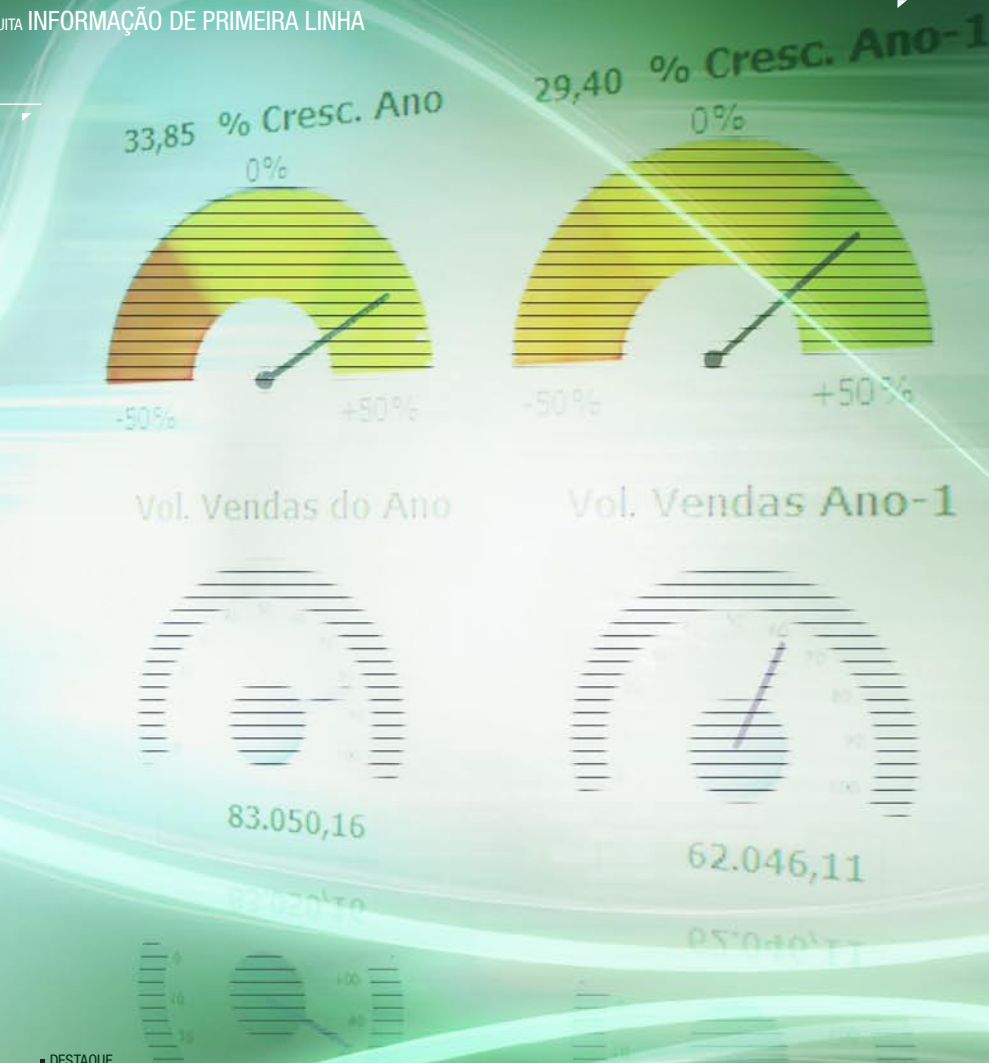 UITA INFORMAÇÃO DE PRIMEIRA LINHA
33,85 % Cresc. Ano
0%
-50%
+50%
29,40 % Cresc. Ano-1
0%
-50%
+50%
Vol. Vendas do Ano
83.050,16
Vol. Vendas Ano-1
62.046,11
DESTAQUE